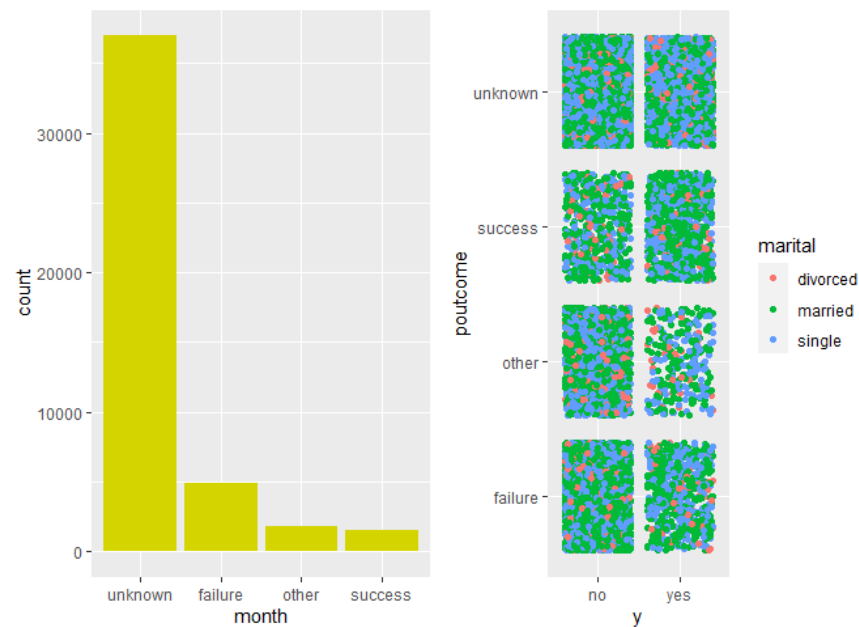 count
30000
20000
10000
0
unknown
failure
other
success
month
poutcome
unknown
success
other
failure
no
yes
y
marital
divorced
married
single